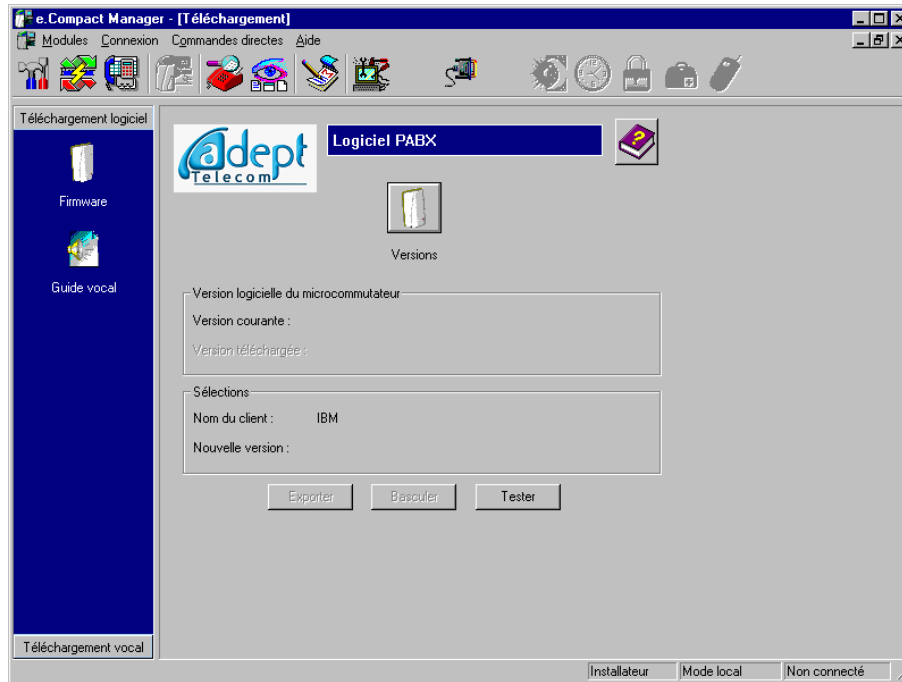 e.Compact Manager - [Téléchargement]
Modules Connexion Commandes directes Aide
Téléchargement logiciel
Firmware
Guide vocal
Téléchargement vocal
adept
Telecom
Logiciel PABX
Versions
Version logicielle du microcommutateur
Version courante :
Version téléchargée :
Sélections
Nom du client : IBM
Nouvelle version :
Exporter Basculer Tester
Installateur Mode local Non connecté